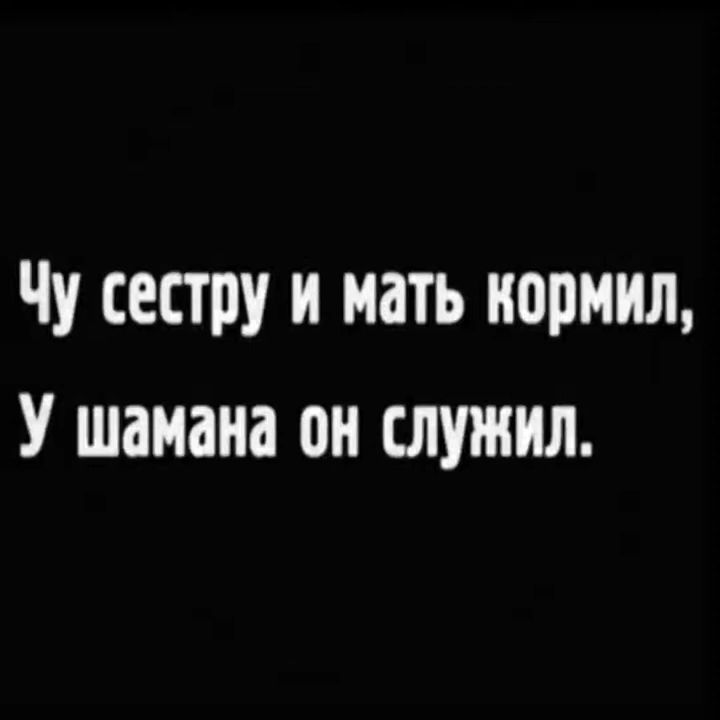 Чу сестру и мать кормил,
У шамана он служил.